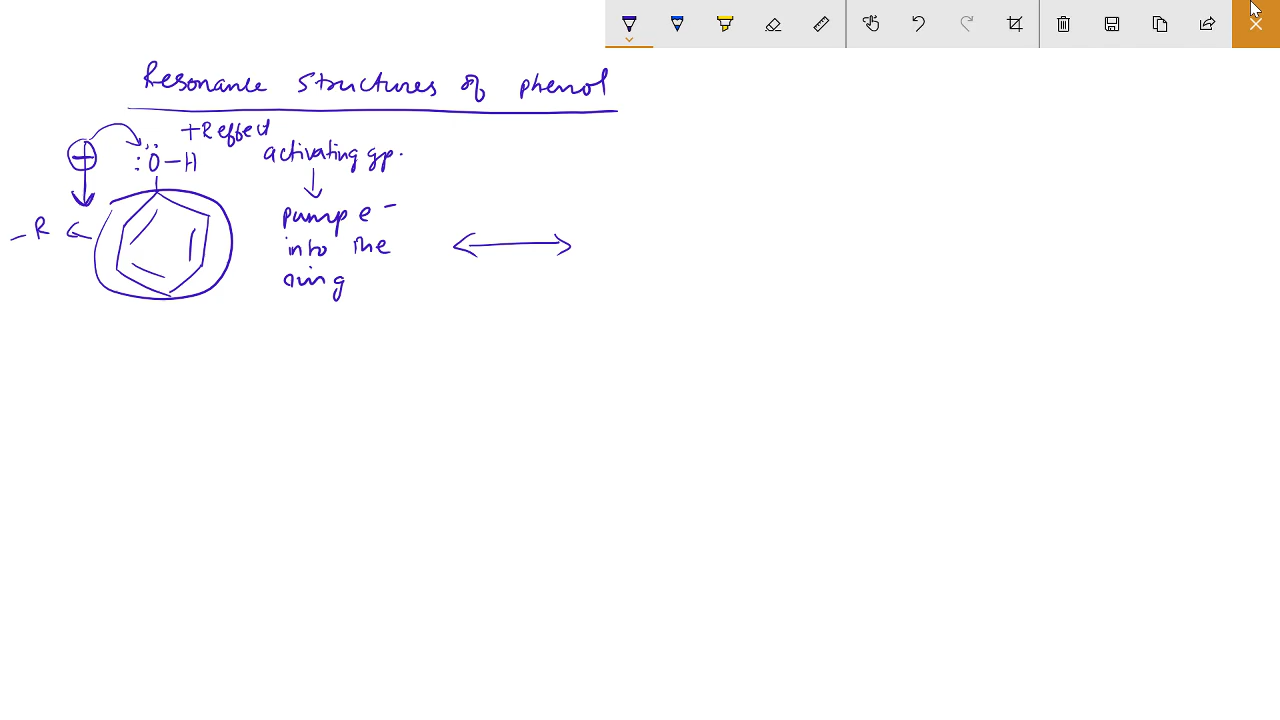 Resonance structures of phenol
+R effect
activating gp.
:Ö-H
+
pump e-
-R
into the
ring